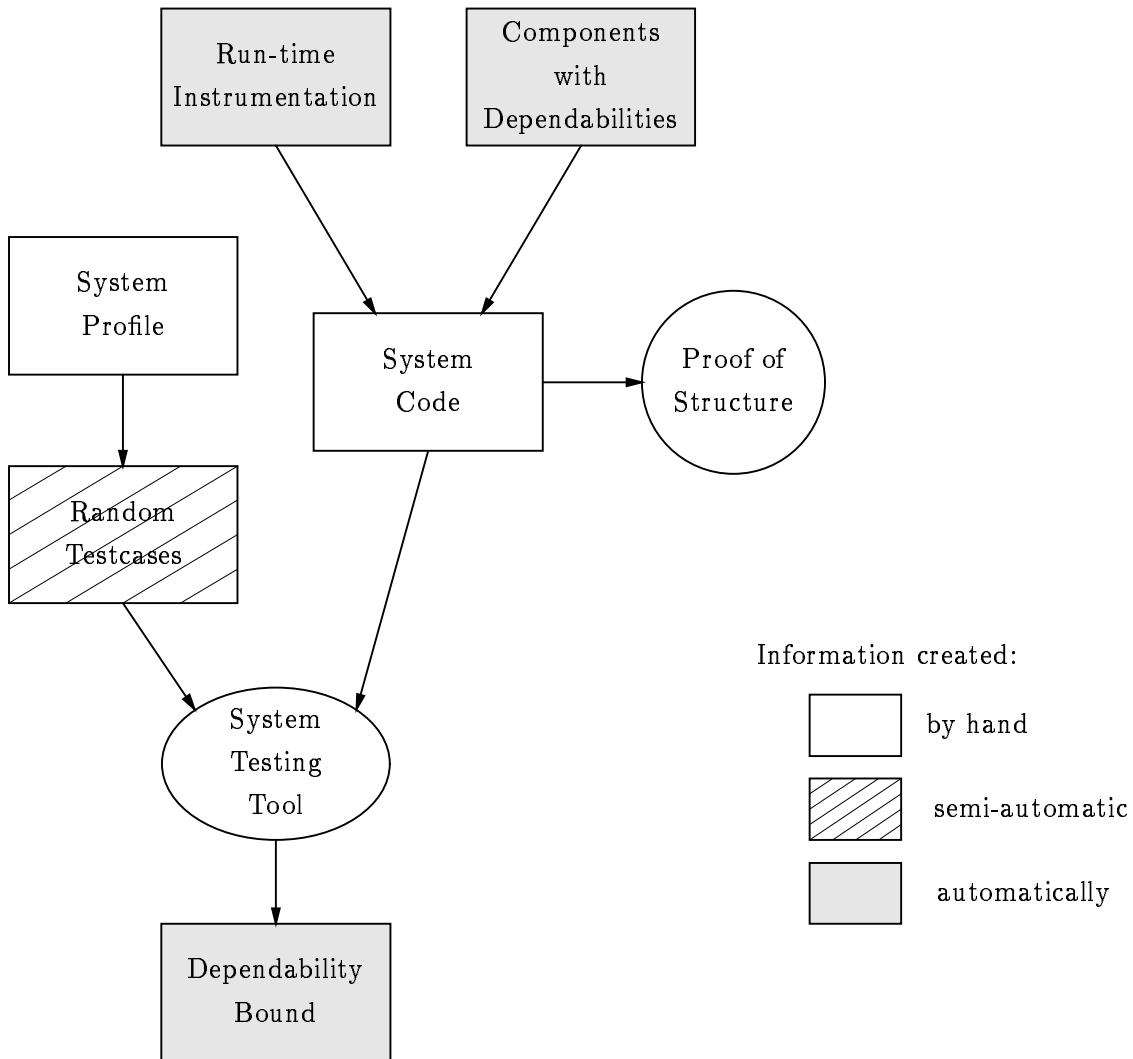 Run-time
Instrumentation
Components
with
Dependabilities
System
Profile
System
Code
Proof of
Structure
Random
Testcases
System
Testing
Tool
Dependability
Bound
Information created:
by hand
semi-automatic
automatically